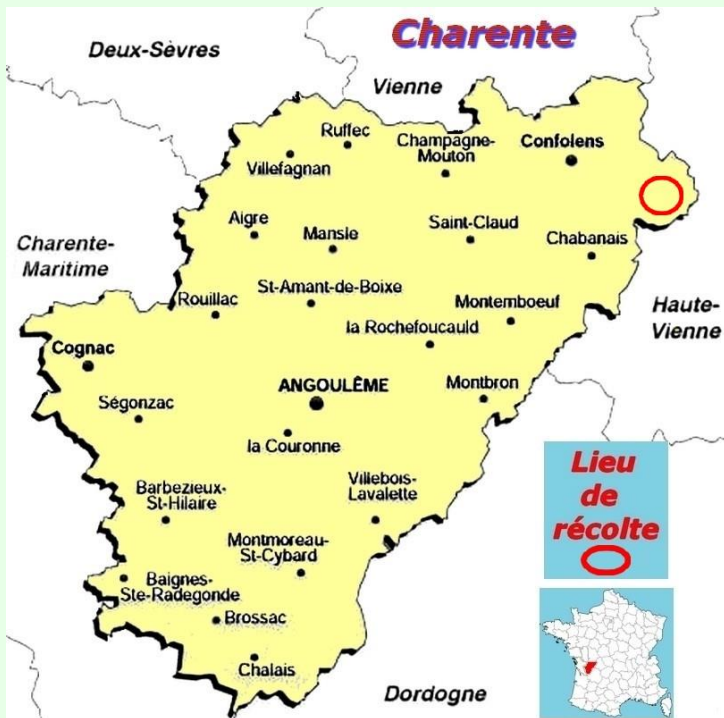 Charente
Deux-Sèvres
Vienne
Ruffec
Villefagnan
Champagne-
Mouton
Confolens
Aigre
Mansle
Saint-Claud
Chabanais
Charente-
Maritime
Rouillac
St-Amant-de-Boixe
Montemboeuf
Haute-
Vienne
la Rochefoucauld
Cognac
ANGOULÊME
Montbron
Ségonzac
la Couronne
Barbezieux-
St-Hilaire
Villebois-
Lavalette
Montmoreau-
St-Cybard
Baignes-
Ste-Radegonde
Brossac
Chalais
Dordogne
Lieu
de
récolte